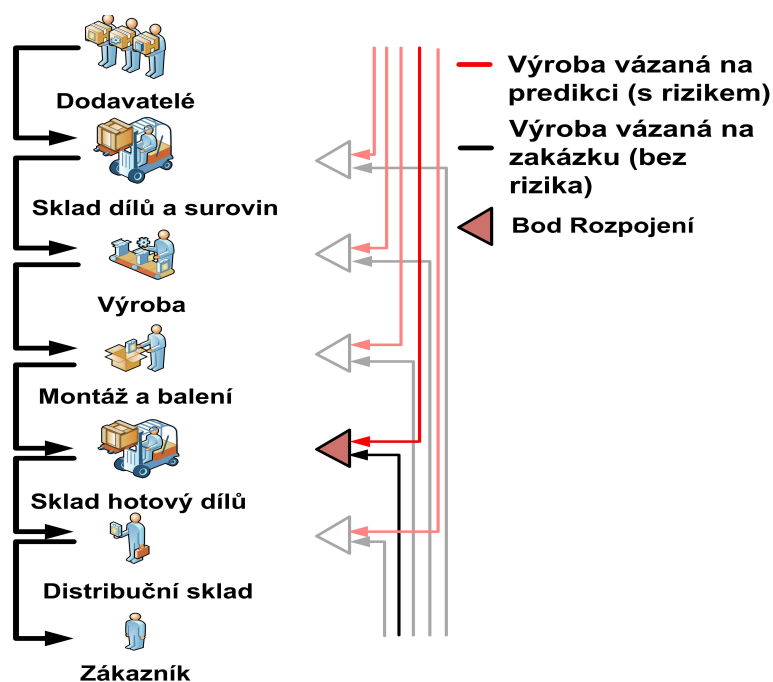 Dodavatelé
Sklad dílů a surovin
Výroba
Montáž a balení
Sklad hotový dílů
Distribuční sklad
Zákazník
Výroba vázaná na
predikci (s rizikem)
Výroba vázaná na
zakázku (bez
rizika)
Bod Rozpojení